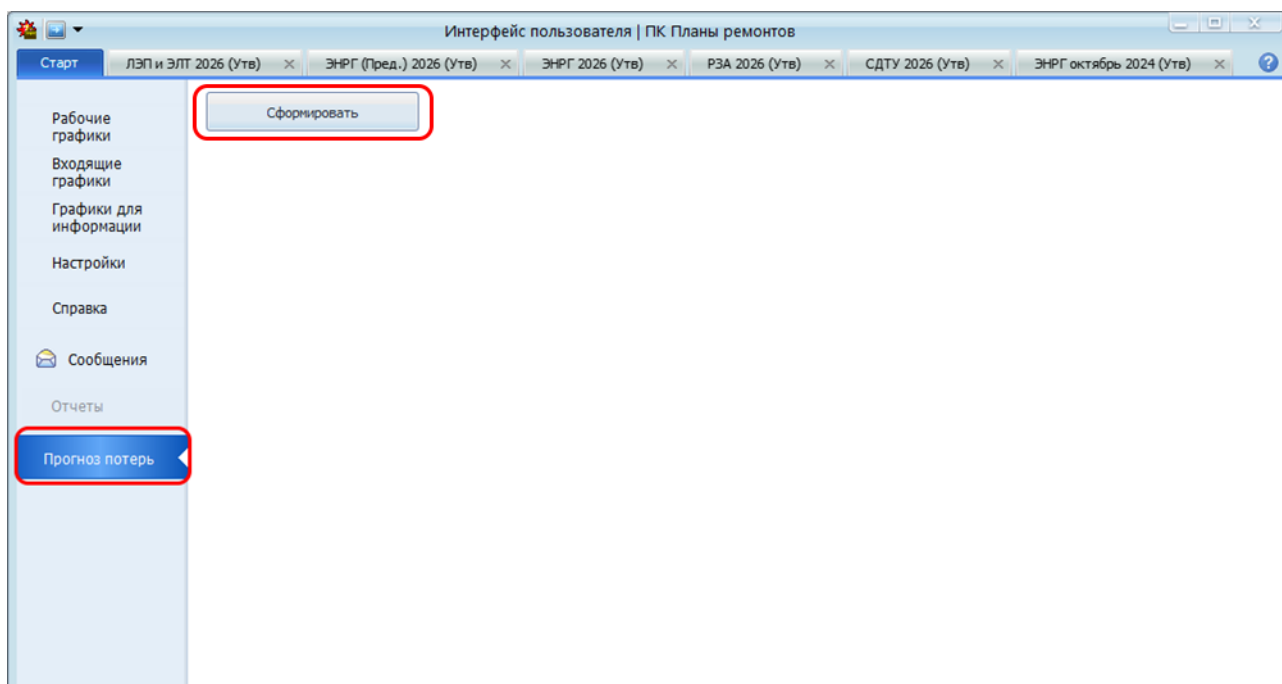 Интерфейс пользователя | ПК Планы ремонтов
Старт ЛЭП и ЭЛТ 2026 (Утв) ЭНРГ (Пред.) 2026 (Утв) ЭНРГ 2026 (Утв) РЗА 2026 (Утв) СДТУ 2026 (Утв) ЭНРГ октябрь 2024 (Утв)
Сформировать
Рабочие
графики
Входящие
графики
Графики для
информации
Настройки
Справка
Сообщения
Отчеты
Прогноз потерь